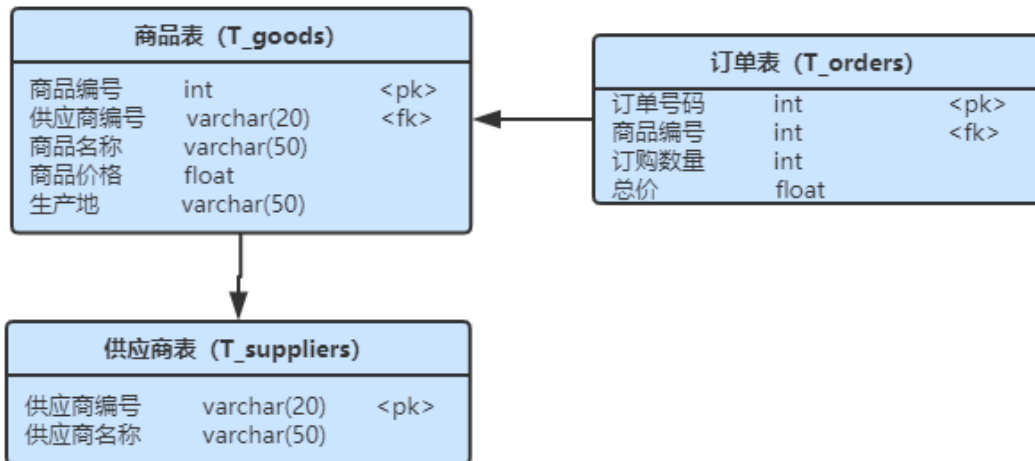 商品表（T_goods）
商品编号 int <pk>
供应商编号 varchar(20) <fk>
商品名称 varchar(50)
商品价格 float
生产地 varchar(50)
订单表（T_orders）
订单号码 int <pk>
商品编号 int <fk>
订购数量 int
总价 float
供应商表（T_suppliers）
供应商编号 varchar(20) <pk>
供应商名称 varchar(50)